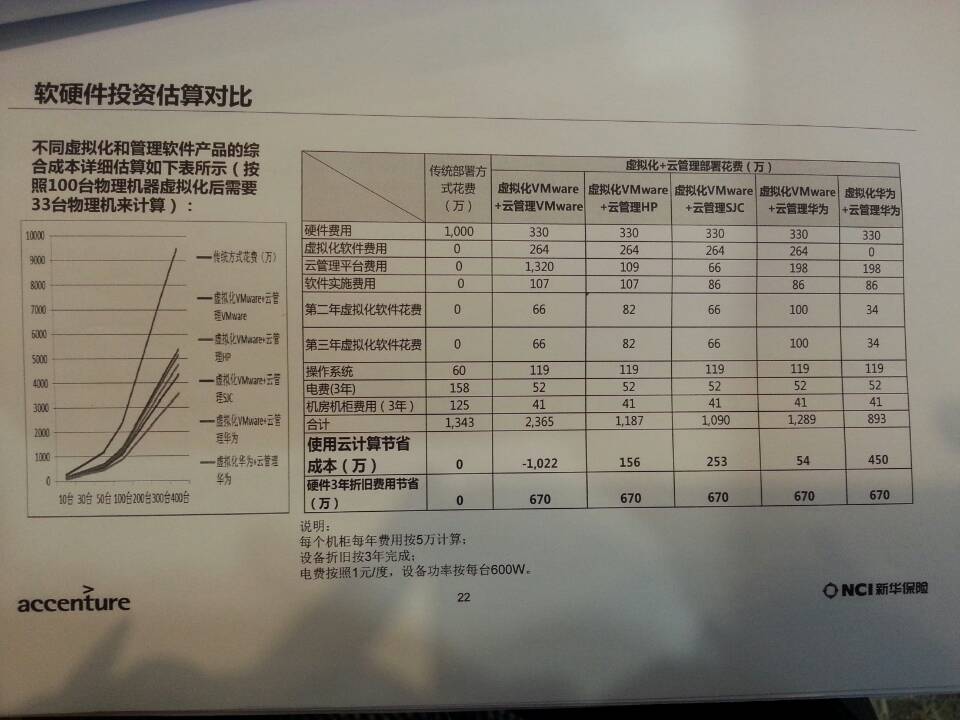 软硬件投资估算对比
不同虚拟化和管理软件产品的综
合成本详细估算如下表所示（按
照100台物理机器虚拟化后需要
33台物理机来计算）：
10000
9000
8000
7000
6000
5000
4000
3000
2000
1000
0
10台 30台 50台 100台 200台 300台 400台
传统方式花费（万）
虚拟化VMware+云管
理VMware
虚拟化VMware+云管
理HP
虚拟化VMware+云管
理SJC
虚拟化VMware+云管
理华为
虚拟化华为+云管理
华为
传统部署方
式花费
（万）
虚拟化+云管理部署花费（万）
虚拟化VMware
+云管理VMware
虚拟化VMware
+云管理HP
虚拟化VMware
+云管理SJC
虚拟化VMware
+云管理华为
虚拟化华为
+云管理华为
硬件费用 1,000 330 330 330 330 330
虚拟化软件费用 0 264 264 264 264 0
云管理平台费用 0 1,320 109 66 198 198
软件实施费用 0 107 107 86 86 86
第二年虚拟化软件花费 0 66 82 66 100 34
第三年虚拟化软件花费 0 66 82 66 100 34
操作系统 60 119 119 119 119 119
电费(3年) 158 52 52 52 52 52
机房机柜费用（3年） 125 41 41 41 41 41
合计 1,343 2,365 1,187 1,090 1,289 893
使用云计算节省
成本（万） 0 -1,022 156 253 54 450
硬件3年折旧费用节省
（万） 0 670 670 670 670 670
说明：
每个机柜每年费用按5万计算；
设备折旧按3年完成；
电费按照1元/度，设备功率按每台600W。
accenture
22
NCI新华保险